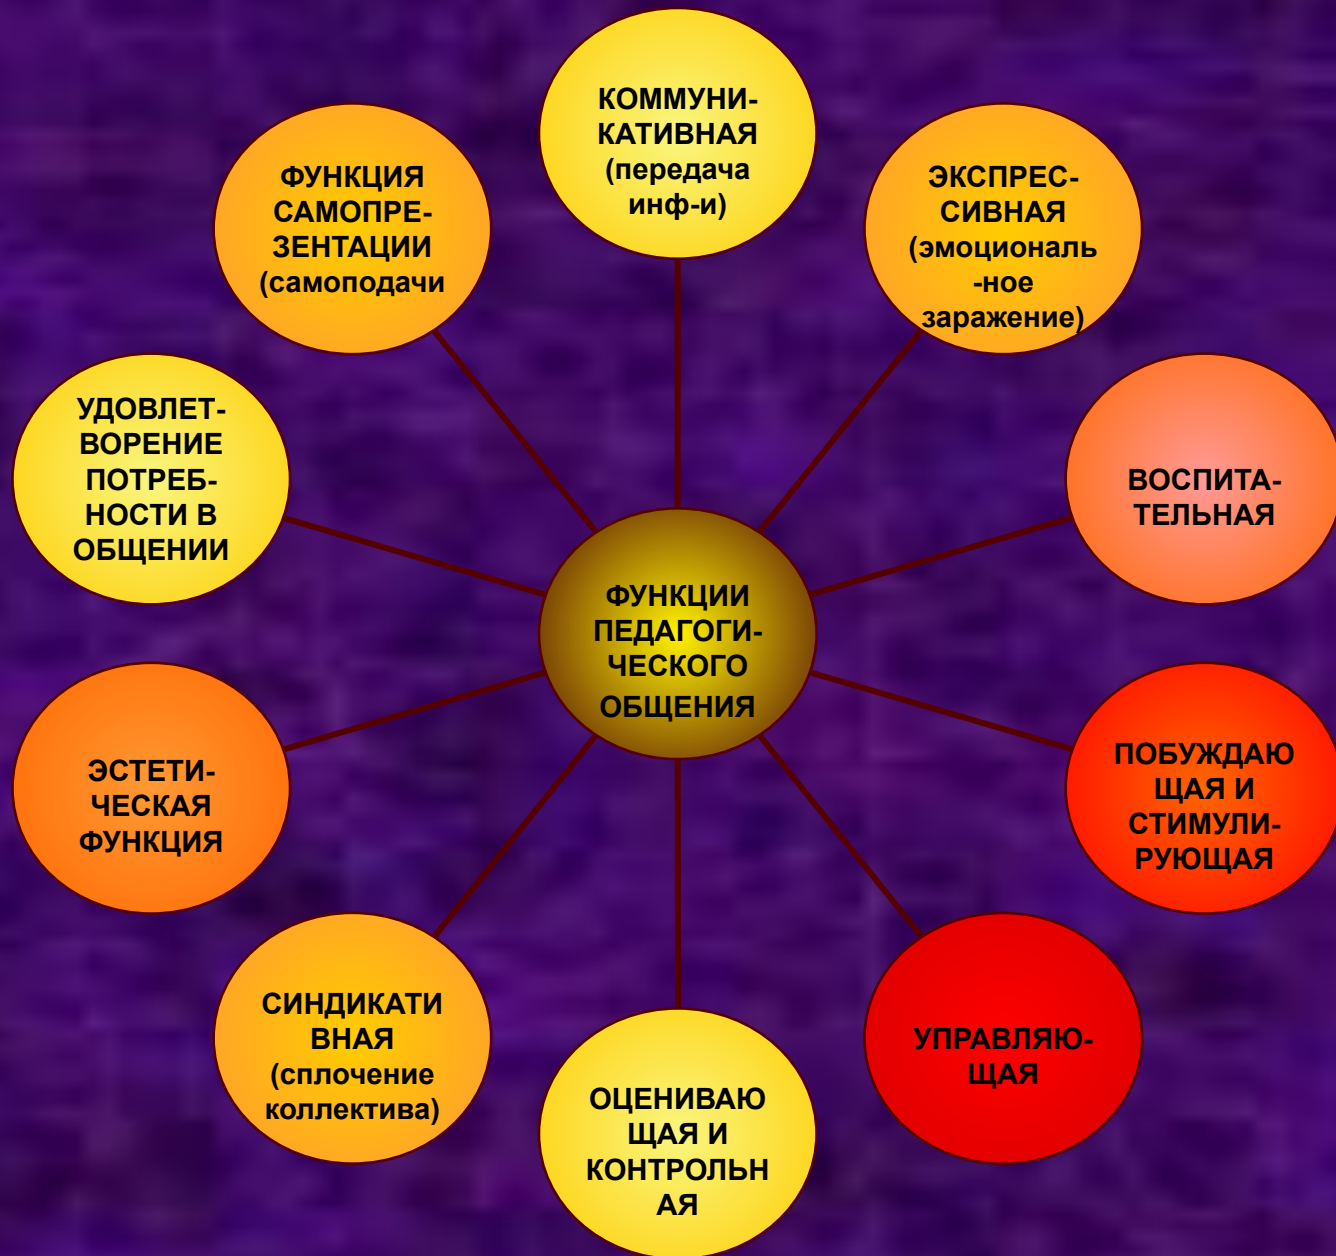 КОММУНИ-
КАТИВНАЯ
(передача
инф-и)
ФУНКЦИЯ
САМОПРЕ-
ЗЕНТАЦИИ
(самоподачи
ЭКСПРЕС-
СИВНАЯ
(эмоциональ
-ное
заражение)
УДОВЛЕТ-
ВОРЕНИЕ
ПОТРЕБ-
НОСТИ В
ОБЩЕНИИ
ВОСПИТА-
ТЕЛЬНАЯ
ФУНКЦИИ
ПЕДАГОГИ-
ЧЕСКОГО
ОБЩЕНИЯ
ЭСТЕТИ-
ЧЕСКАЯ
ФУНКЦИЯ
ПОБУЖДАЮ
ЩАЯ И
СТИМУЛИ-
РУЮЩАЯ
СИНДИКАТИ
ВНАЯ
(сплочение
коллектива)
УПРАВЛЯЮ-
ЩАЯ
ОЦЕНИВАЮ
ЩАЯ И
КОНТРОЛЬН
АЯ